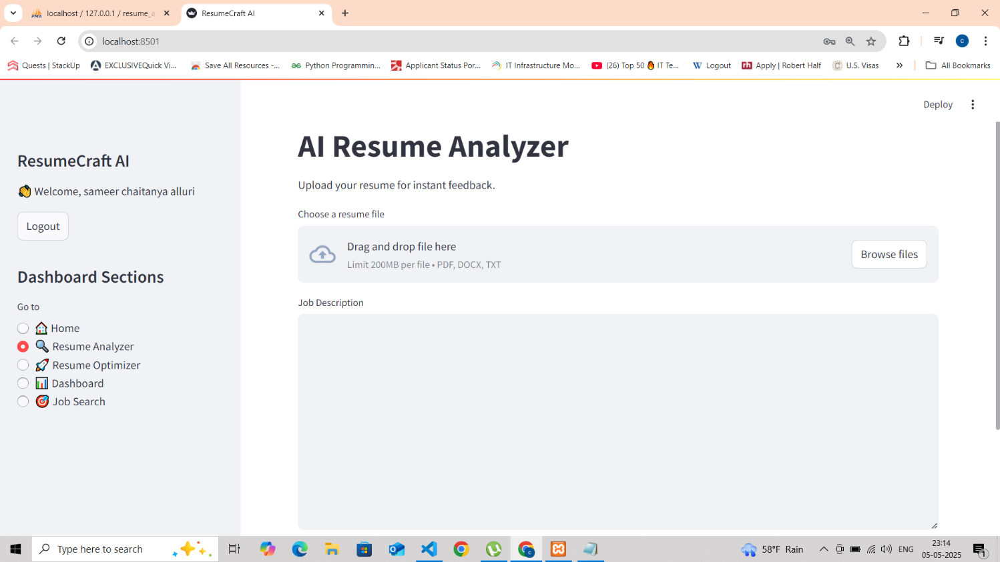 localhost / 127.0.0.1 / resume_a
ResumeCraft AI
localhost:8501
Quests | StackUp
EXCLUSIVEQuick Vi...
Save All Resources -...
Python Programmin...
Applicant Status Por...
IT Infrastructure Mo...
(26) Top 50 🔥 IT Te...
Logout
Apply | Robert Half
U.S. Visas
»
All Bookmarks
Deploy
ResumeCraft AI
👋 Welcome, sameer chaitanya alluri
Logout
Dashboard Sections
Go to
🏠 Home
🔍 Resume Analyzer
🚀 Resume Optimizer
📊 Dashboard
🎯 Job Search
AI Resume Analyzer
Upload your resume for instant feedback.
Choose a resume file
Drag and drop file here
Limit 200MB per file • PDF, DOCX, TXT
Browse files
Job Description
Type here to search
58°F Rain
ENG
23:14
05-05-2025
1